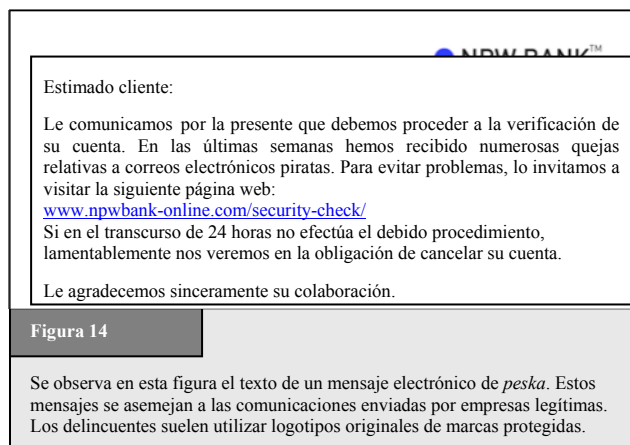 NPW BANK™
Estimado cliente:
Le comunicamos por la presente que debemos proceder a la verificación de
su cuenta. En las últimas semanas hemos recibido numerosas quejas
relativas a correos electrónicos piratas. Para evitar problemas, lo invitamos a
visitar la siguiente página web:
www.npwbank-online.com/security-check/
Si en el transcurso de 24 horas no efectúa el debido procedimiento,
lamentablemente nos veremos en la obligación de cancelar su cuenta.
Le agradecemos sinceramente su colaboración.
Figura 14
Se observa en esta figura el texto de un mensaje electrónico de peska. Estos
mensajes se asemejan a las comunicaciones enviadas por empresas legítimas.
Los delincuentes suelen utilizar logotipos originales de marcas protegidas.